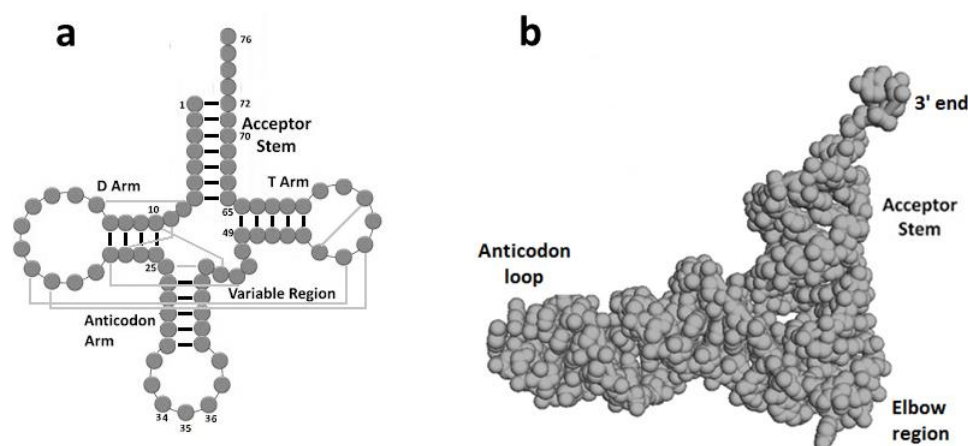 a
76
1
72
Acceptor
Stem
70
D Arm
T Arm
10
65
49
25
Variable Region
Anticodon
Arm
34
36
35
b
3' end
Acceptor
Stem
Anticodon
loop
Elbow
region